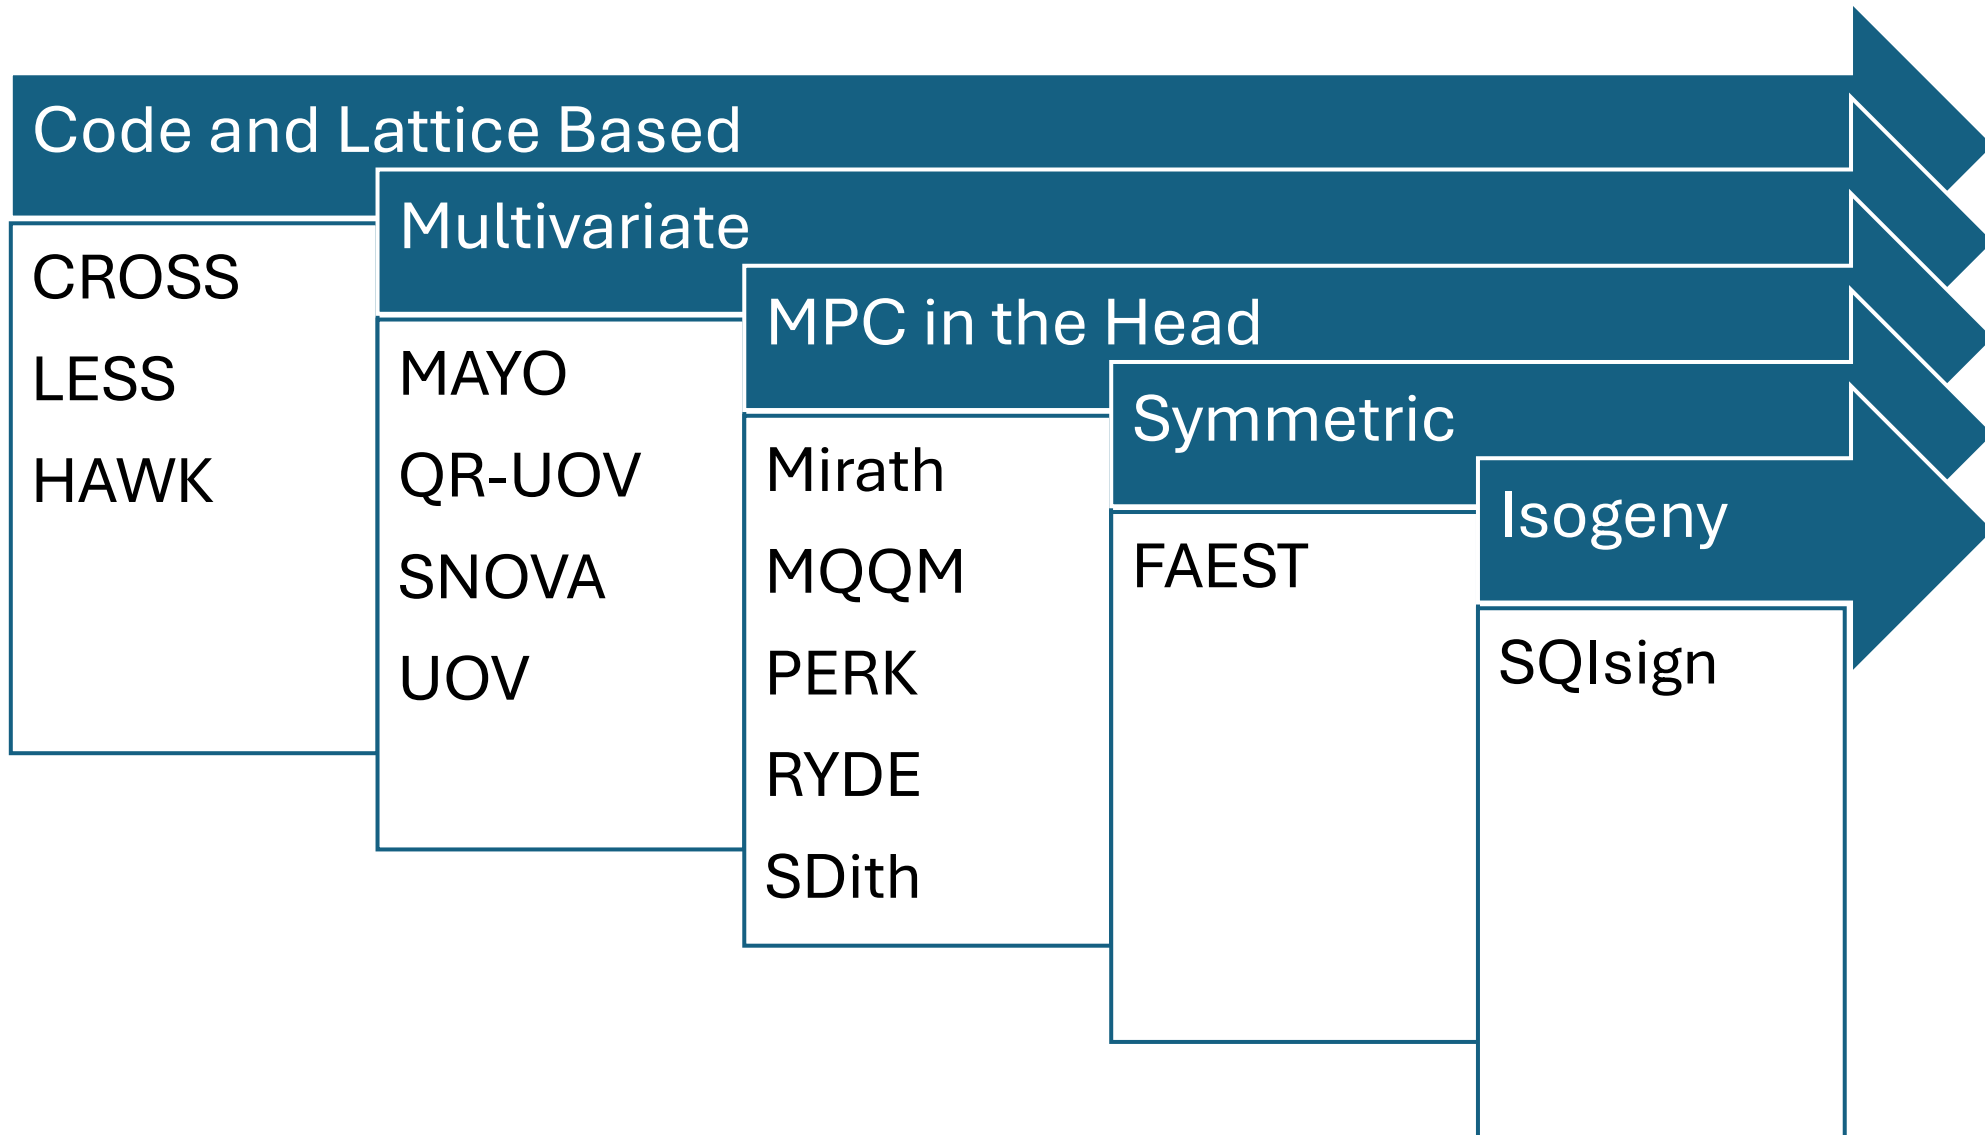 Code and Lattice Based
CROSS
LESS
HAWK
Multivariate
MAYO
QR-UOV
SNOVA
UOV
MPC in the Head
Mirath
MQQM
PERK
RYDE
SDith
Symmetric
FAEST
Isogeny
SQIsign